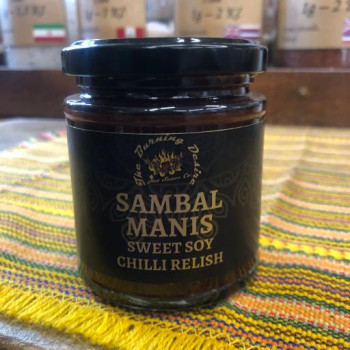 The Burning Desire
SAMBAL
MANIS
SWEET SOY
CHILLI RELISH